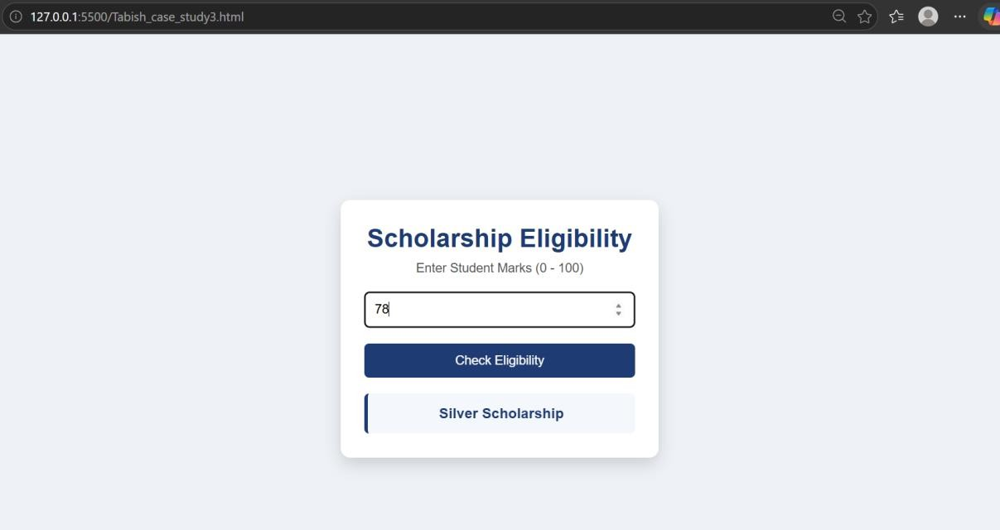 127.0.0.1:5500/Tabish_case_study3.html
Scholarship Eligibility
Enter Student Marks (0 - 100)
78
Check Eligibility
Silver Scholarship